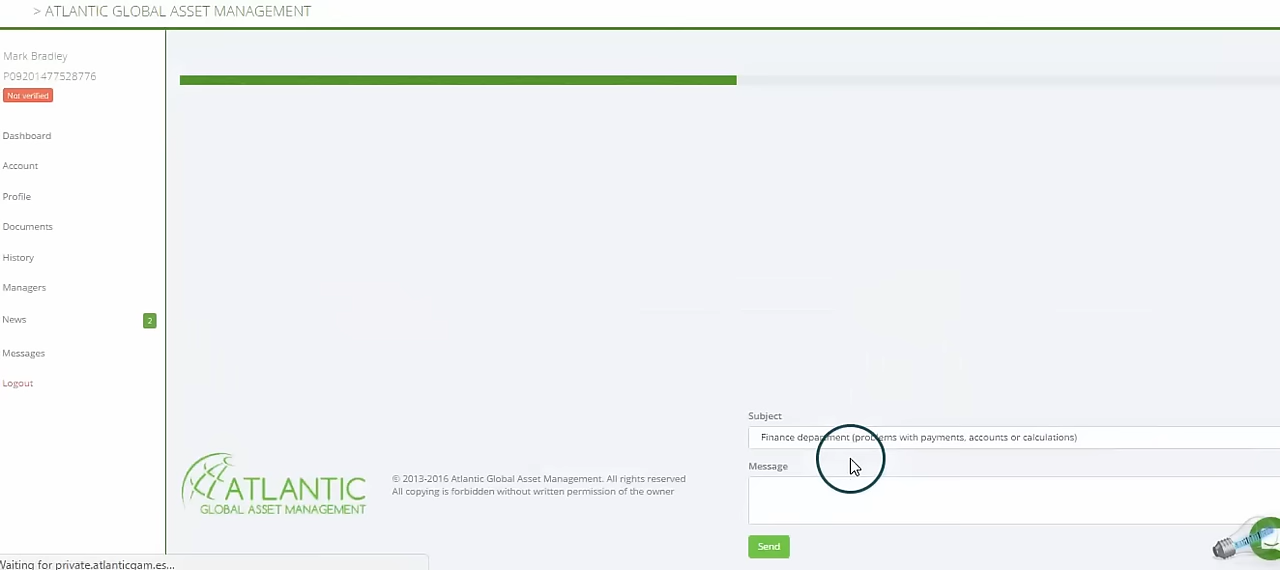 > ATLANTIC GLOBAL ASSET MANAGEMENT
Mark Bradley
P09201477528776
Not verified
Dashboard
Account
Profile
Documents
History
Managers
News 2
Messages
Logout
Subject
Finance department (problems with payments, accounts or calculations)
Message
Send
ATLANTIC
GLOBAL ASSET MANAGEMENT
© 2013-2016 Atlantic Global Asset Management. All rights reserved
All copying is forbidden without written permission of the owner
Waiting for private.atlanticgam.es...